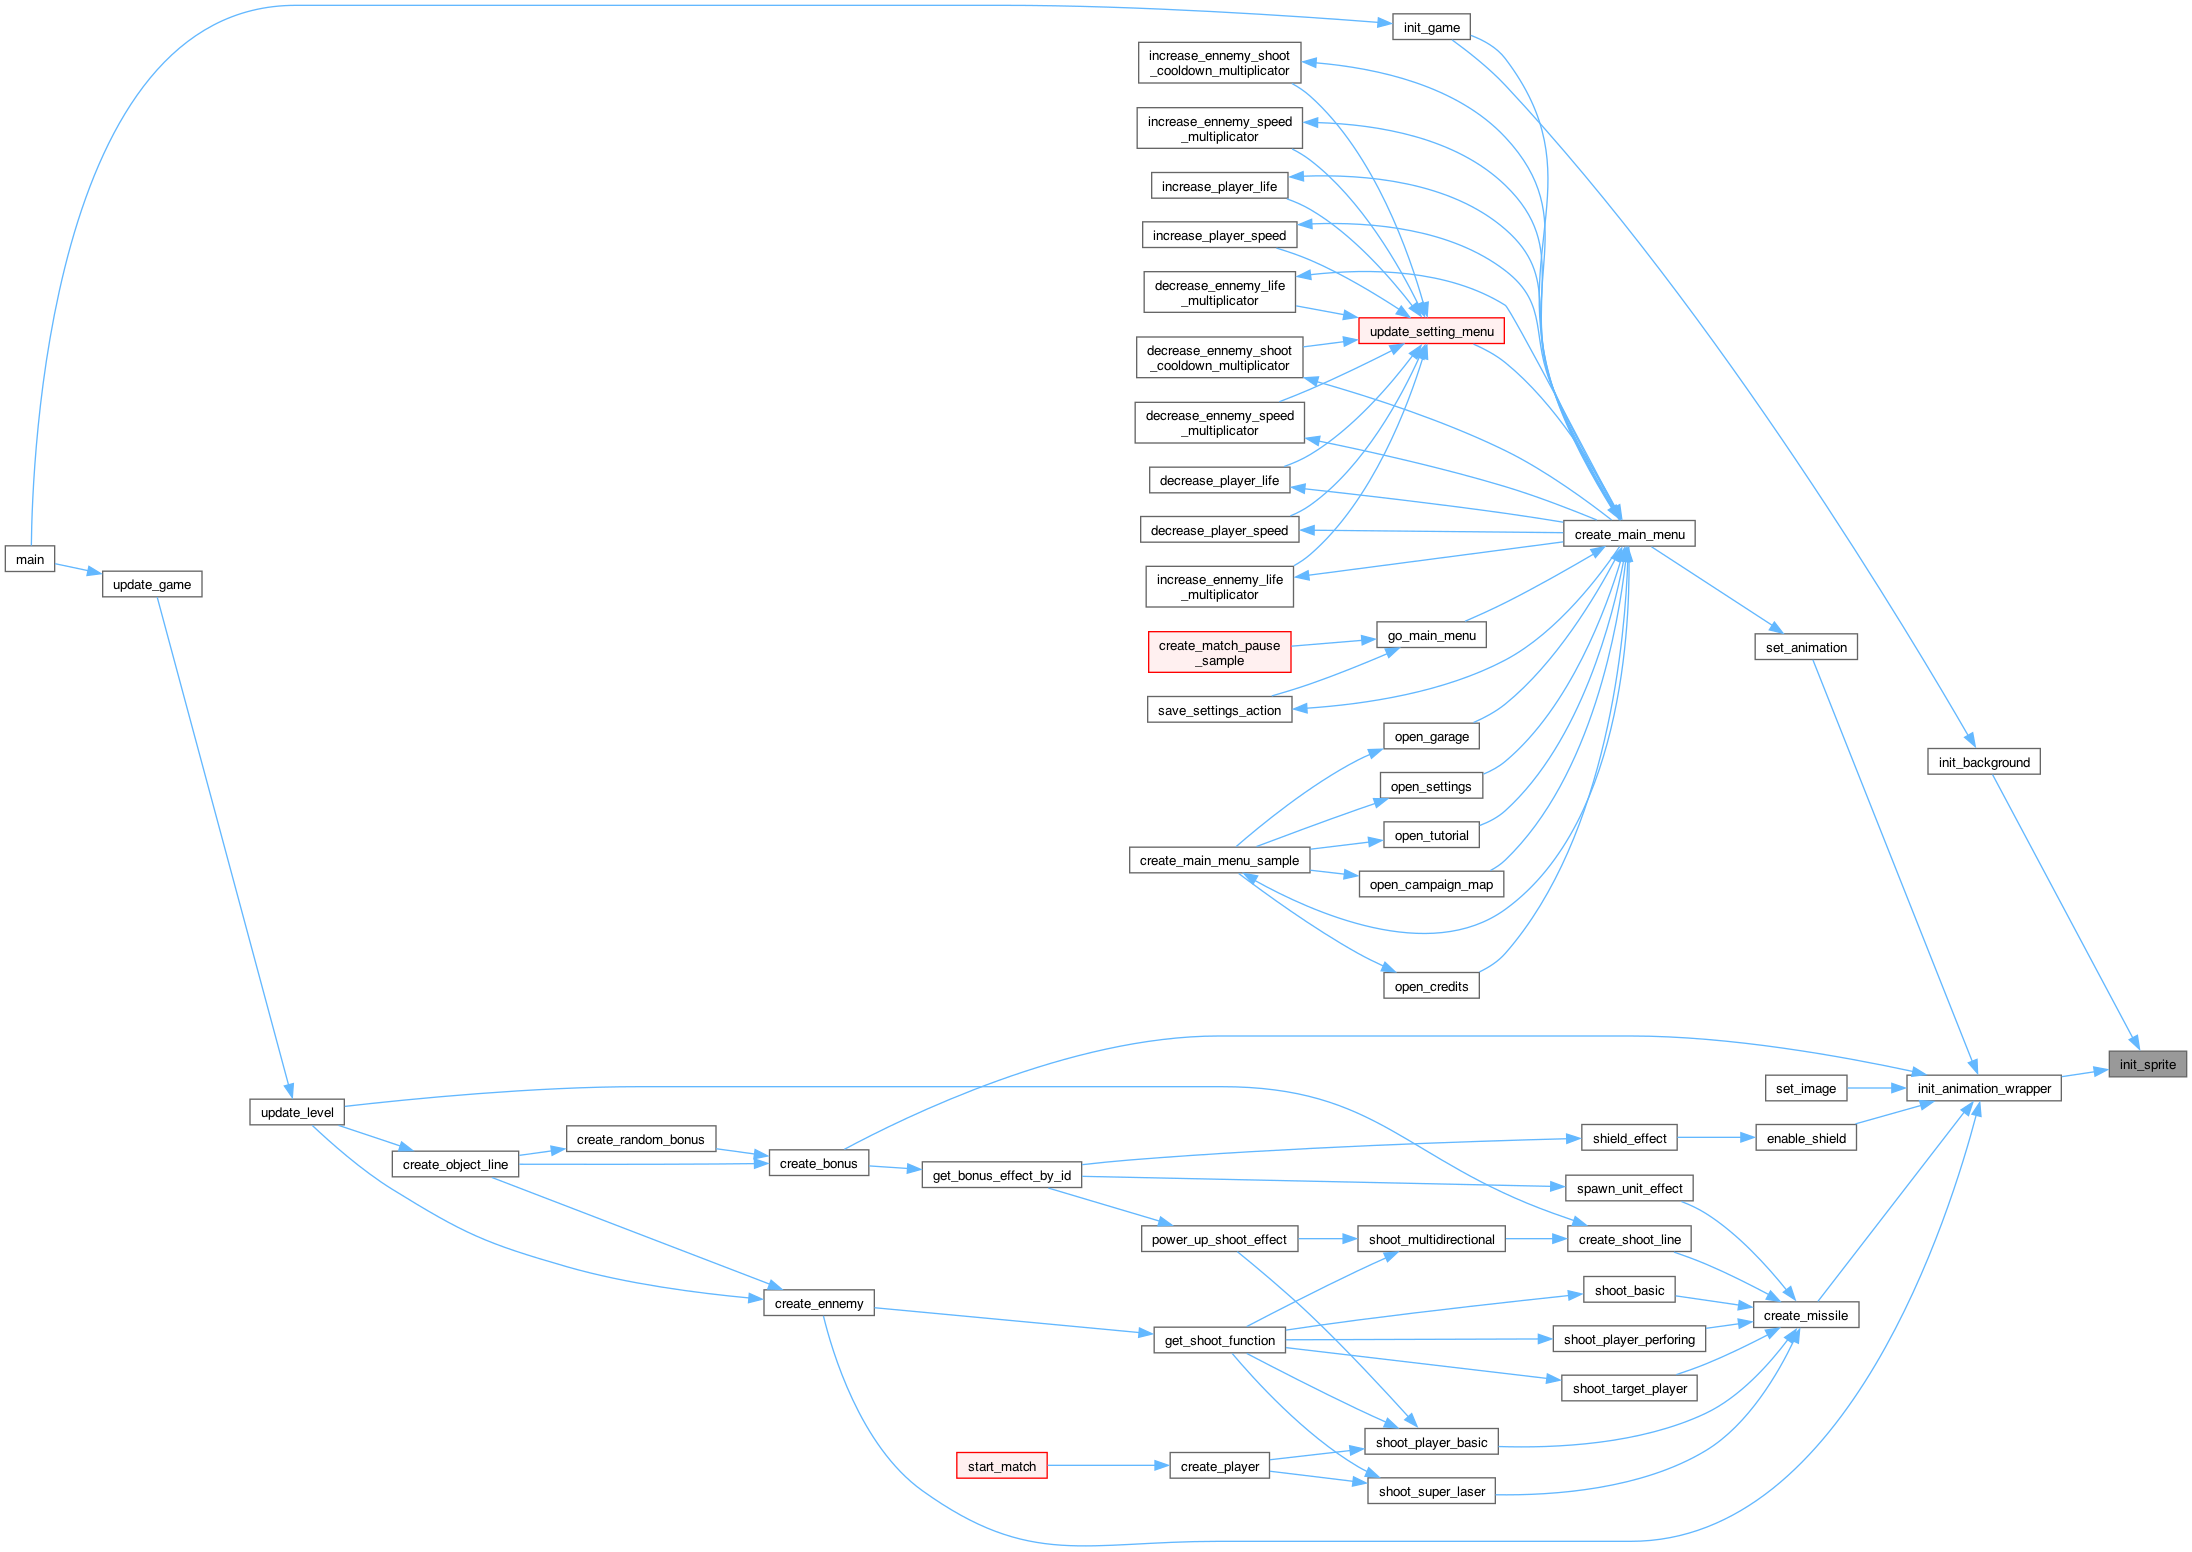 init_game
increase_ennemy_shoot
_cooldown_multiplicator
increase_ennemy_speed
_multiplicator
increase_player_life
increase_player_speed
decrease_ennemy_life
_multiplicator
update_setting_menu
decrease_ennemy_shoot
_cooldown_multiplicator
decrease_ennemy_speed
_multiplicator
decrease_player_life
decrease_player_speed
create_main_menu
main
update_game
increase_ennemy_life
_multiplicator
go_main_menu
create_match_pause
_sample
set_animation
save_settings_action
open_garage
init_background
open_settings
open_tutorial
create_main_menu_sample
open_campaign_map
open_credits
init_sprite
set_image
init_animation_wrapper
update_level
create_random_bonus
shield_effect
enable_shield
create_object_line
create_bonus
get_bonus_effect_by_id
spawn_unit_effect
power_up_shoot_effect
shoot_multidirectional
create_shoot_line
shoot_basic
create_ennemy
create_missile
get_shoot_function
shoot_player_perforing
shoot_target_player
shoot_player_basic
start_match
create_player
shoot_super_laser